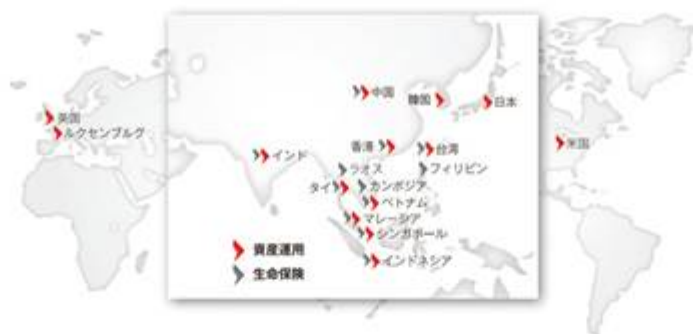 中国
韓国
日本
英国
ルクセンブルグ
インド
香港
台湾
米国
ラオス
フィリピン
タイ
カンボジア
ベトナム
マレーシア
シンガポール
インドネシア
資産運用
生命保険